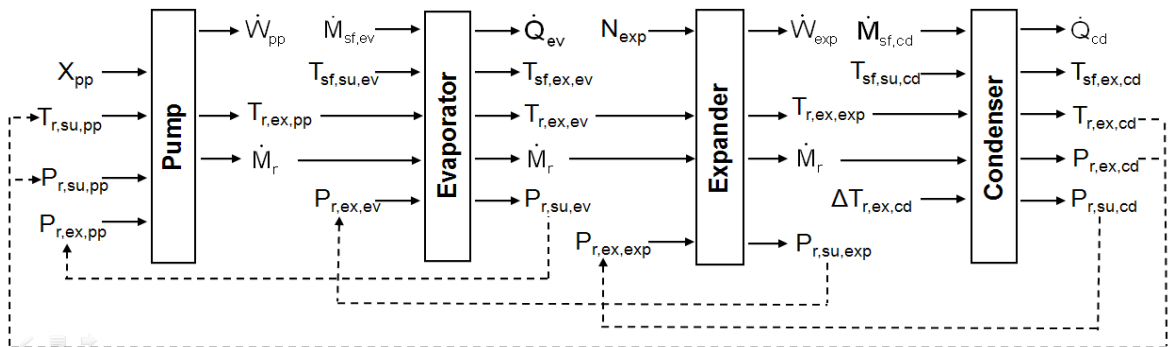 Ẇpp Ṁsf,ev Q̇ev Nexp Ẇexp Ṁsf,cd Q̇cd
Xpp Tsf,su,ev Tsf,ex,ev Tsf,su,cd Tsf,ex,cd
Tr,su,pp Tr,ex,pp Tr,ex,ev Tr,ex,exp Tr,ex,cd
Pump Evaporator Expander Condenser
Ṁr Ṁr Ṁr Pr,ex,cd
Pr,su,pp Pr,ex,ev Pr,su,ev ΔTr,ex,cd Pr,su,cd
Pr,ex,pp Pr,ex,exp Pr,su,exp